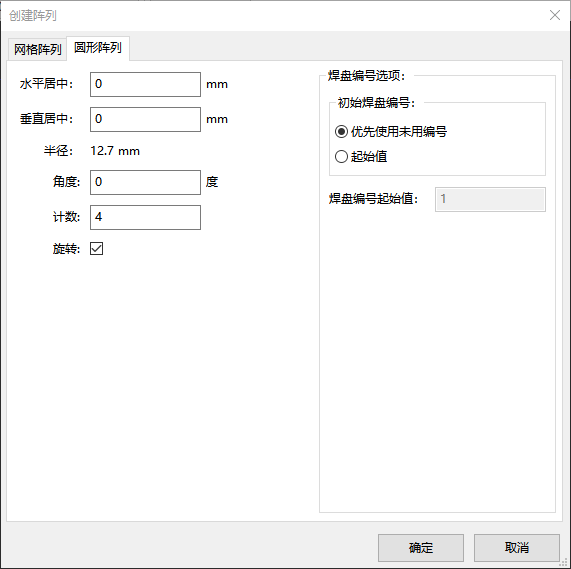 创建阵列
网格阵列 圆形阵列
水平居中: 0 mm
垂直居中: 0 mm
半径: 12.7 mm
角度: 0 度
计数: 4
旋转:
焊盘编号选项:
初始焊盘编号:
优先使用未用编号
起始值
焊盘编号起始值: 1
确定 取消